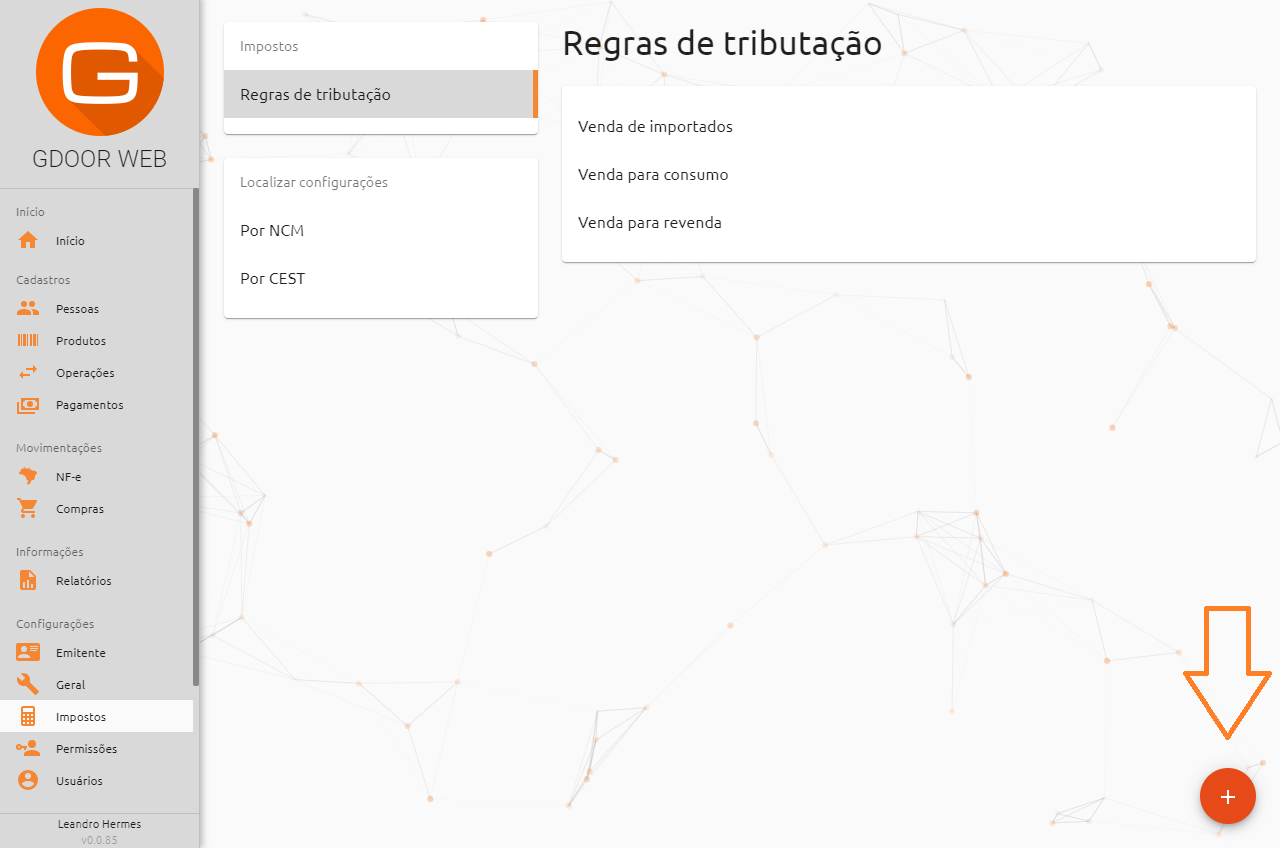 G
GDOOR WEB
Início
Início
Cadastros
Pessoas
Produtos
Operações
Pagamentos
Movimentações
NF-e
Compras
Informações
Relatórios
Configurações
Emitente
Geral
Impostos
Permissões
Usuários
Leandro Hermes
v0.0.85
Impostos
Regras de tributação
Localizar configurações
Por NCM
Por CEST
Regras de tributação
Venda de importados
Venda para consumo
Venda para revenda
+